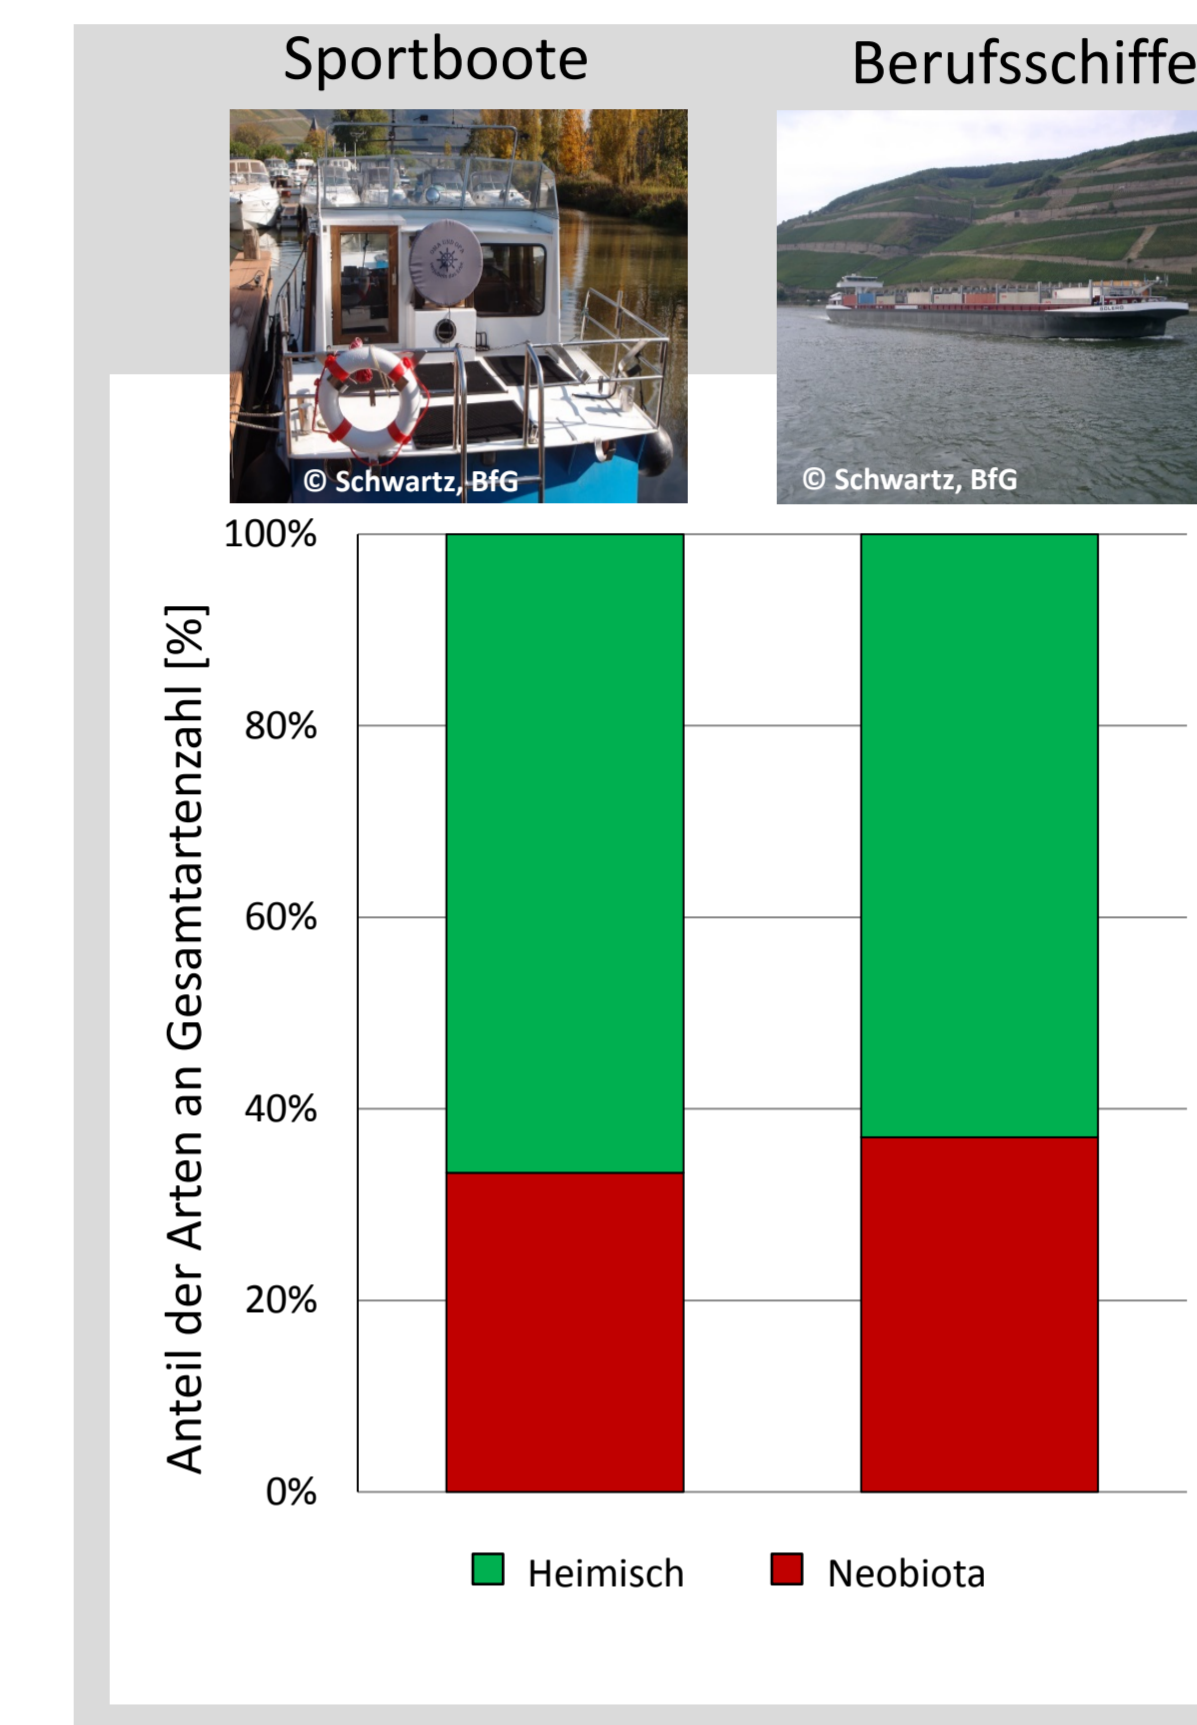 Sportboote
Berufsschiffe
© Schwartz, BfG
© Schwartz, BfG
Anteil der Arten an Gesamtartenzahl [%]
100%
80%
60%
40%
20%
0%
Heimisch
Neobiota